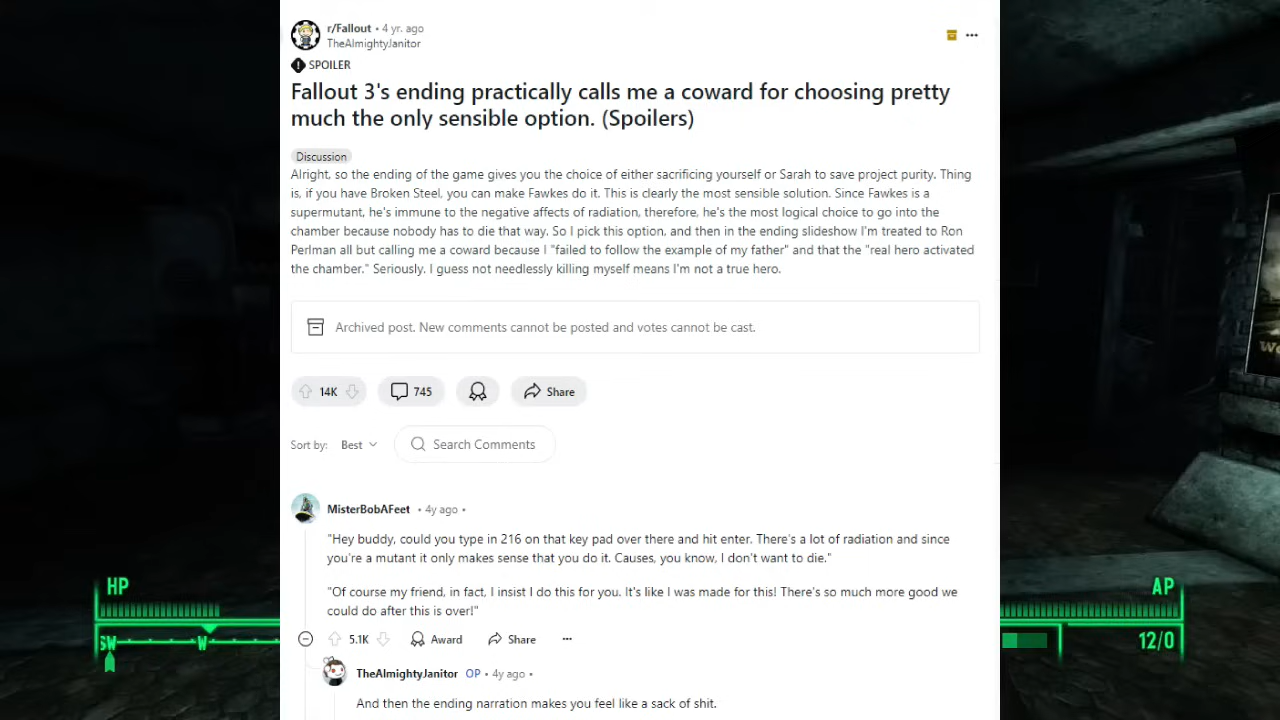 r/Fallout • 4 yr. ago
TheAlmightyJanitor
SPOILER
Fallout 3's ending practically calls me a coward for choosing pretty
much the only sensible option. (Spoilers)
Discussion
Alright, so the ending of the game gives you the choice of either sacrificing yourself or Sarah to save project purity. Thing
is, if you have Broken Steel, you can make Fawkes do it. This is clearly the most sensible solution. Since Fawkes is a
supermutant, he's immune to the negative affects of radiation, therefore, he's the most logical choice to go into the
chamber because nobody has to die that way. So I pick this option, and then in the ending slideshow I'm treated to Ron
Perlman all but calling me a coward because I "failed to follow the example of my father" and that the "real hero activated
the chamber." Seriously. I guess not needlessly killing myself means I'm not a true hero.
Archived post. New comments cannot be posted and votes cannot be cast.
14K 745 Share
Sort by: Best Search Comments
MisterBobAFeet • 4y ago •
"Hey buddy, could you type in 216 on that key pad over there and hit enter. There's a lot of radiation and since
you're a mutant it only makes sense that you do it. Causes, you know, I don't want to die."
"Of course my friend, in fact, I insist I do this for you. It's like I was made for this! There's so much more good we
could do after this is over!"
5.1K Award Share
TheAlmightyJanitor OP • 4y ago •
And then the ending narration makes you feel like a sack of shit.
HP
SW W
AP
12/0